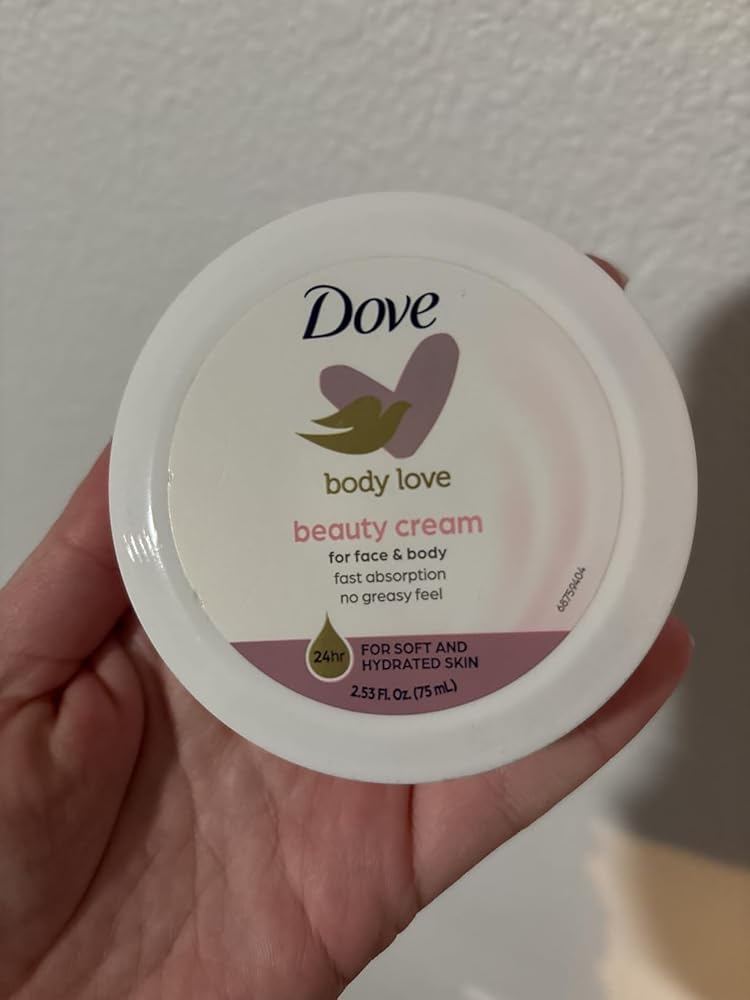 Dove
body love
beauty cream
for face & body
fast absorption
no greasy feel
24hr
FOR SOFT AND
HYDRATED SKIN
2.53 Fl. Oz. (75 mL)
68759404